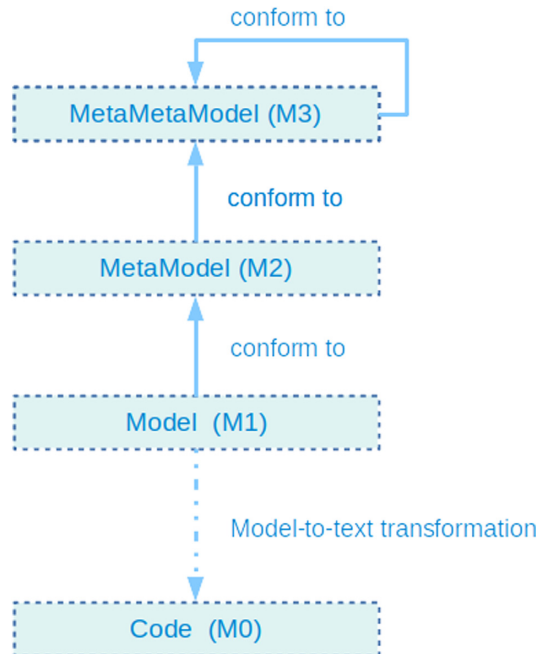 conform to
MetaMetaModel (M3)
conform to
MetaModel (M2)
conform to
Model (M1)
Model-to-text transformation
Code (M0)